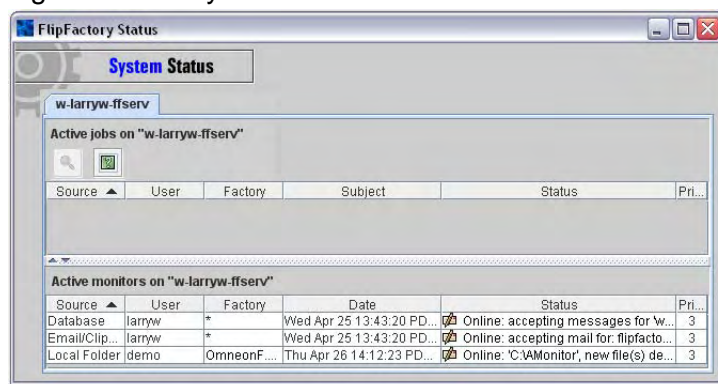 FlipFactory Status
System Status
w-larryw-ffserv
Active jobs on "w-larryw-ffserv"
Source User Factory Subject Status Pri...
Active monitors on "w-larryw-ffserv"
Source User Factory Date Status Pri...
Database larryw * Wed Apr 25 13:43:20 PD... Online: accepting messages for 'w... 3
Email/Clip... larryw * Wed Apr 25 13:43:20 PD... Online: accepting mail for: flipfacto... 3
Local Folder demo OmneonF.... Thu Apr 26 14:12:23 PD... Online: 'C:\AMonitor', new file(s) de... 3